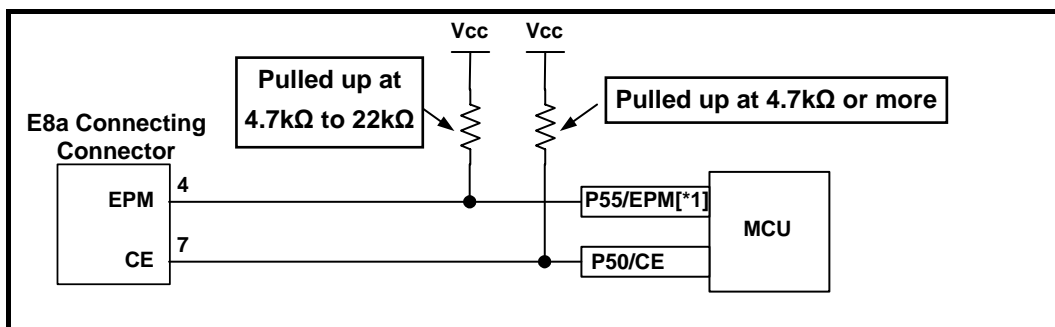 Vcc Vcc
Pulled up at
4.7kΩ to 22kΩ
Pulled up at 4.7kΩ or more
E8a Connecting
Connector
EPM 4 P55/EPM[*1]
MCU
CE 7 P50/CE